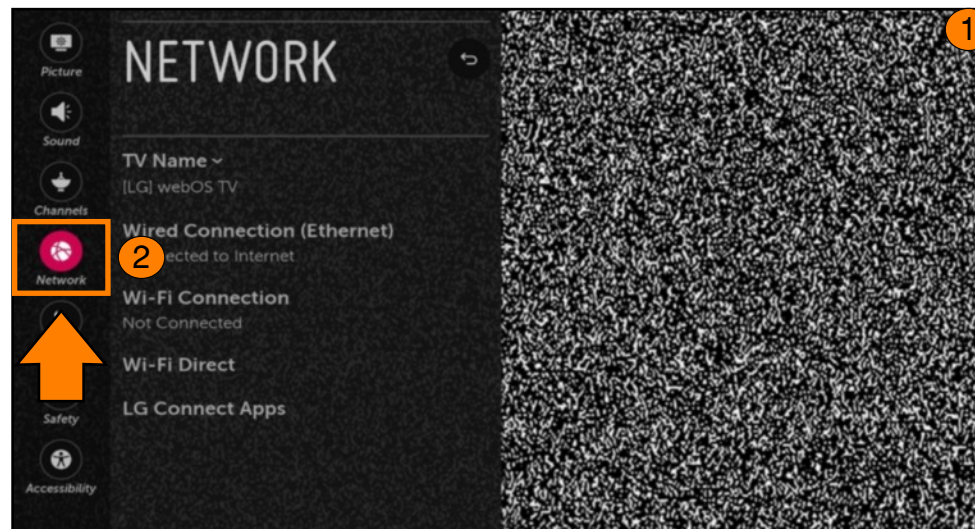 1
NETWORK
Picture
Sound
Channels
Network
Safety
Accessibility
TV Name
[LG] webOS TV
Wired Connection (Ethernet)
2
ected to Internet
Wi-Fi Connection
Not Connected
Wi-Fi Direct
LG Connect Apps